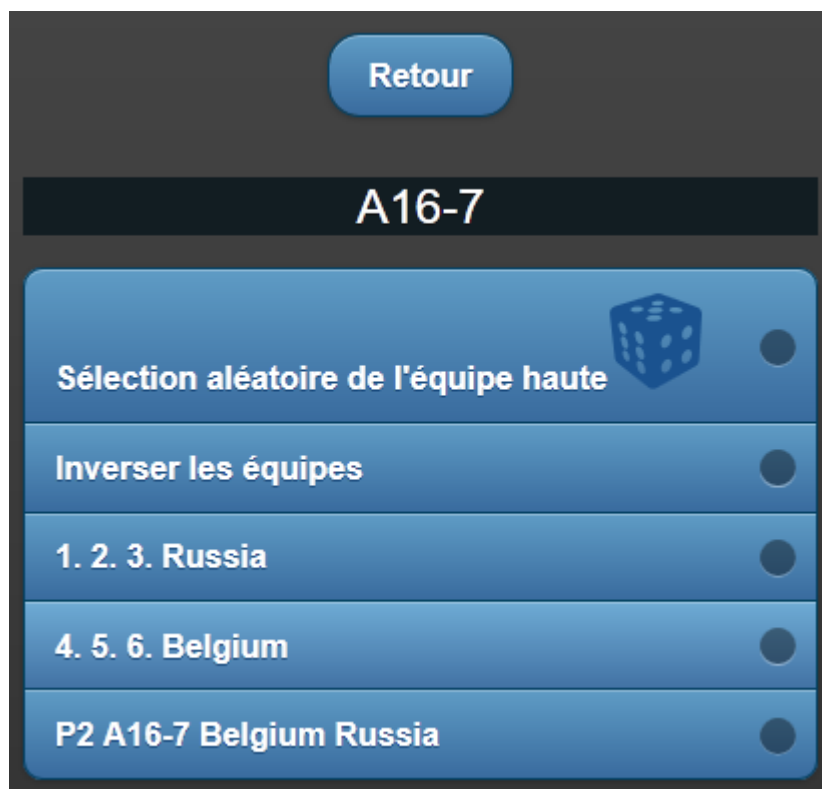 Retour
A16-7
Sélection aléatoire de l'équipe haute
Inverser les équipes
1. 2. 3. Russia
4. 5. 6. Belgium
P2 A16-7 Belgium Russia